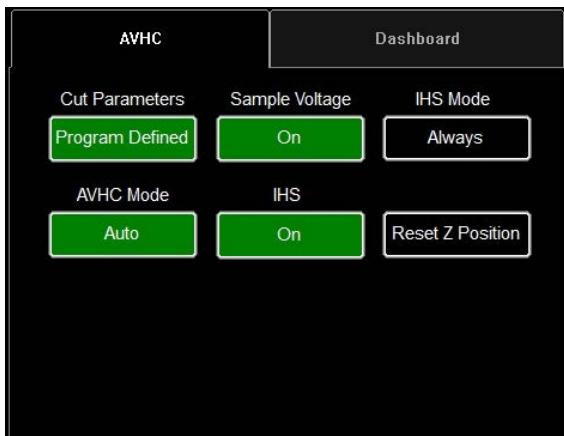 AVHC
Dashboard
Cut Parameters
Sample Voltage
IHS Mode
Program Defined
On
Always
AVHC Mode
IHS
Auto
On
Reset Z Position